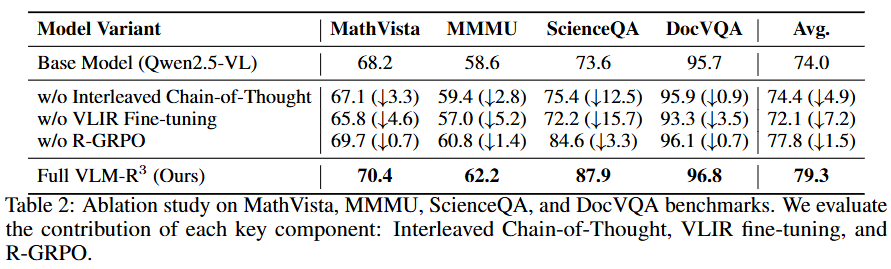 Model Variant MathVista MMMU ScienceQA DocVQA Avg.
Base Model (Qwen2.5-VL) 68.2 58.6 73.6 95.7 74.0
w/o Interleaved Chain-of-Thought 67.1 (↓3.3) 59.4 (↓2.8) 75.4 (↓12.5) 95.9 (↓0.9) 74.4 (↓4.9)
w/o VLIR Fine-tuning 65.8 (↓4.6) 57.0 (↓5.2) 72.2 (↓15.7) 93.3 (↓3.5) 72.1 (↓7.2)
w/o R-GRPO 69.7 (↓0.7) 60.8 (↓1.4) 84.6 (↓3.3) 96.1 (↓0.7) 77.8 (↓1.5)
Full VLM-R³ (Ours) 70.4 62.2 87.9 96.8 79.3
Table 2: Ablation study on MathVista, MMMU, ScienceQA, and DocVQA benchmarks. We evaluate
the contribution of each key component: Interleaved Chain-of-Thought, VLIR fine-tuning, and
R-GRPO.